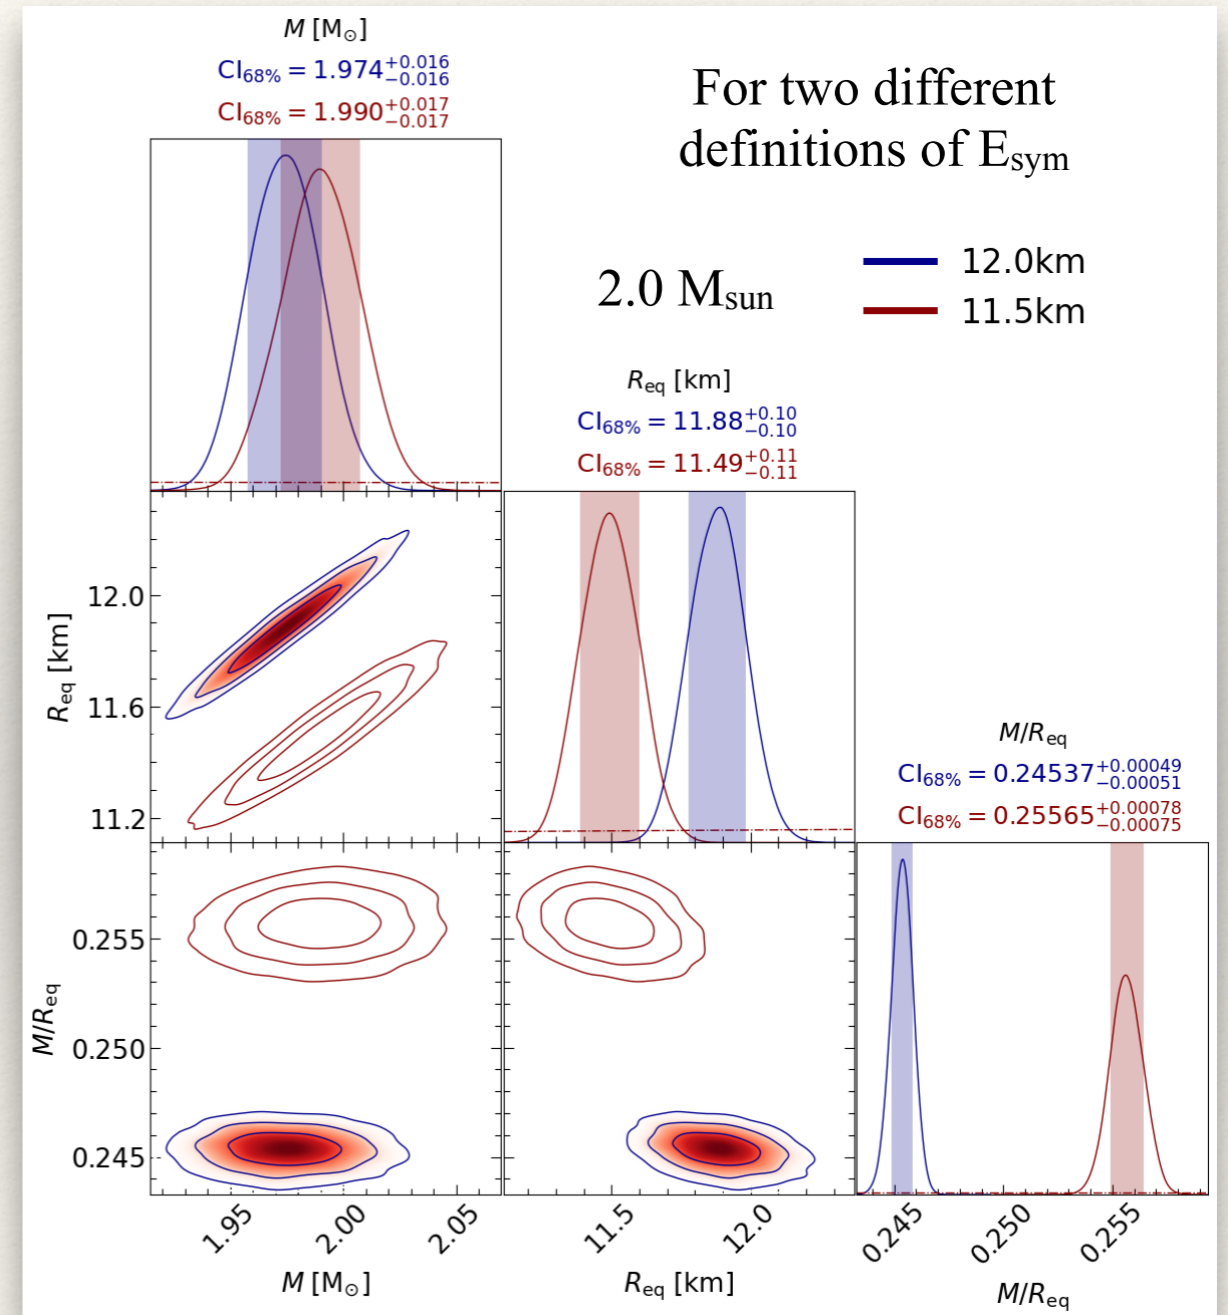 M [M⊙]
CI68% = 1.974+0.016−0.016
CI68% = 1.990+0.017−0.017
For two different
definitions of Esym
2.0 Msun
12.0km
11.5km
Req [km]
CI68% = 11.88+0.10−0.10
CI68% = 11.49+0.11−0.11
12.0
11.6
11.2
Req [km]
M/Req
CI68% = 0.24537+0.00049−0.00051
CI68% = 0.25565+0.00078−0.00075
0.255
0.250
0.245
M/Req
1.95 2.00 2.05
11.5 12.0
0.245 0.250 0.255
M [M⊙]
Req [km]
M/Req